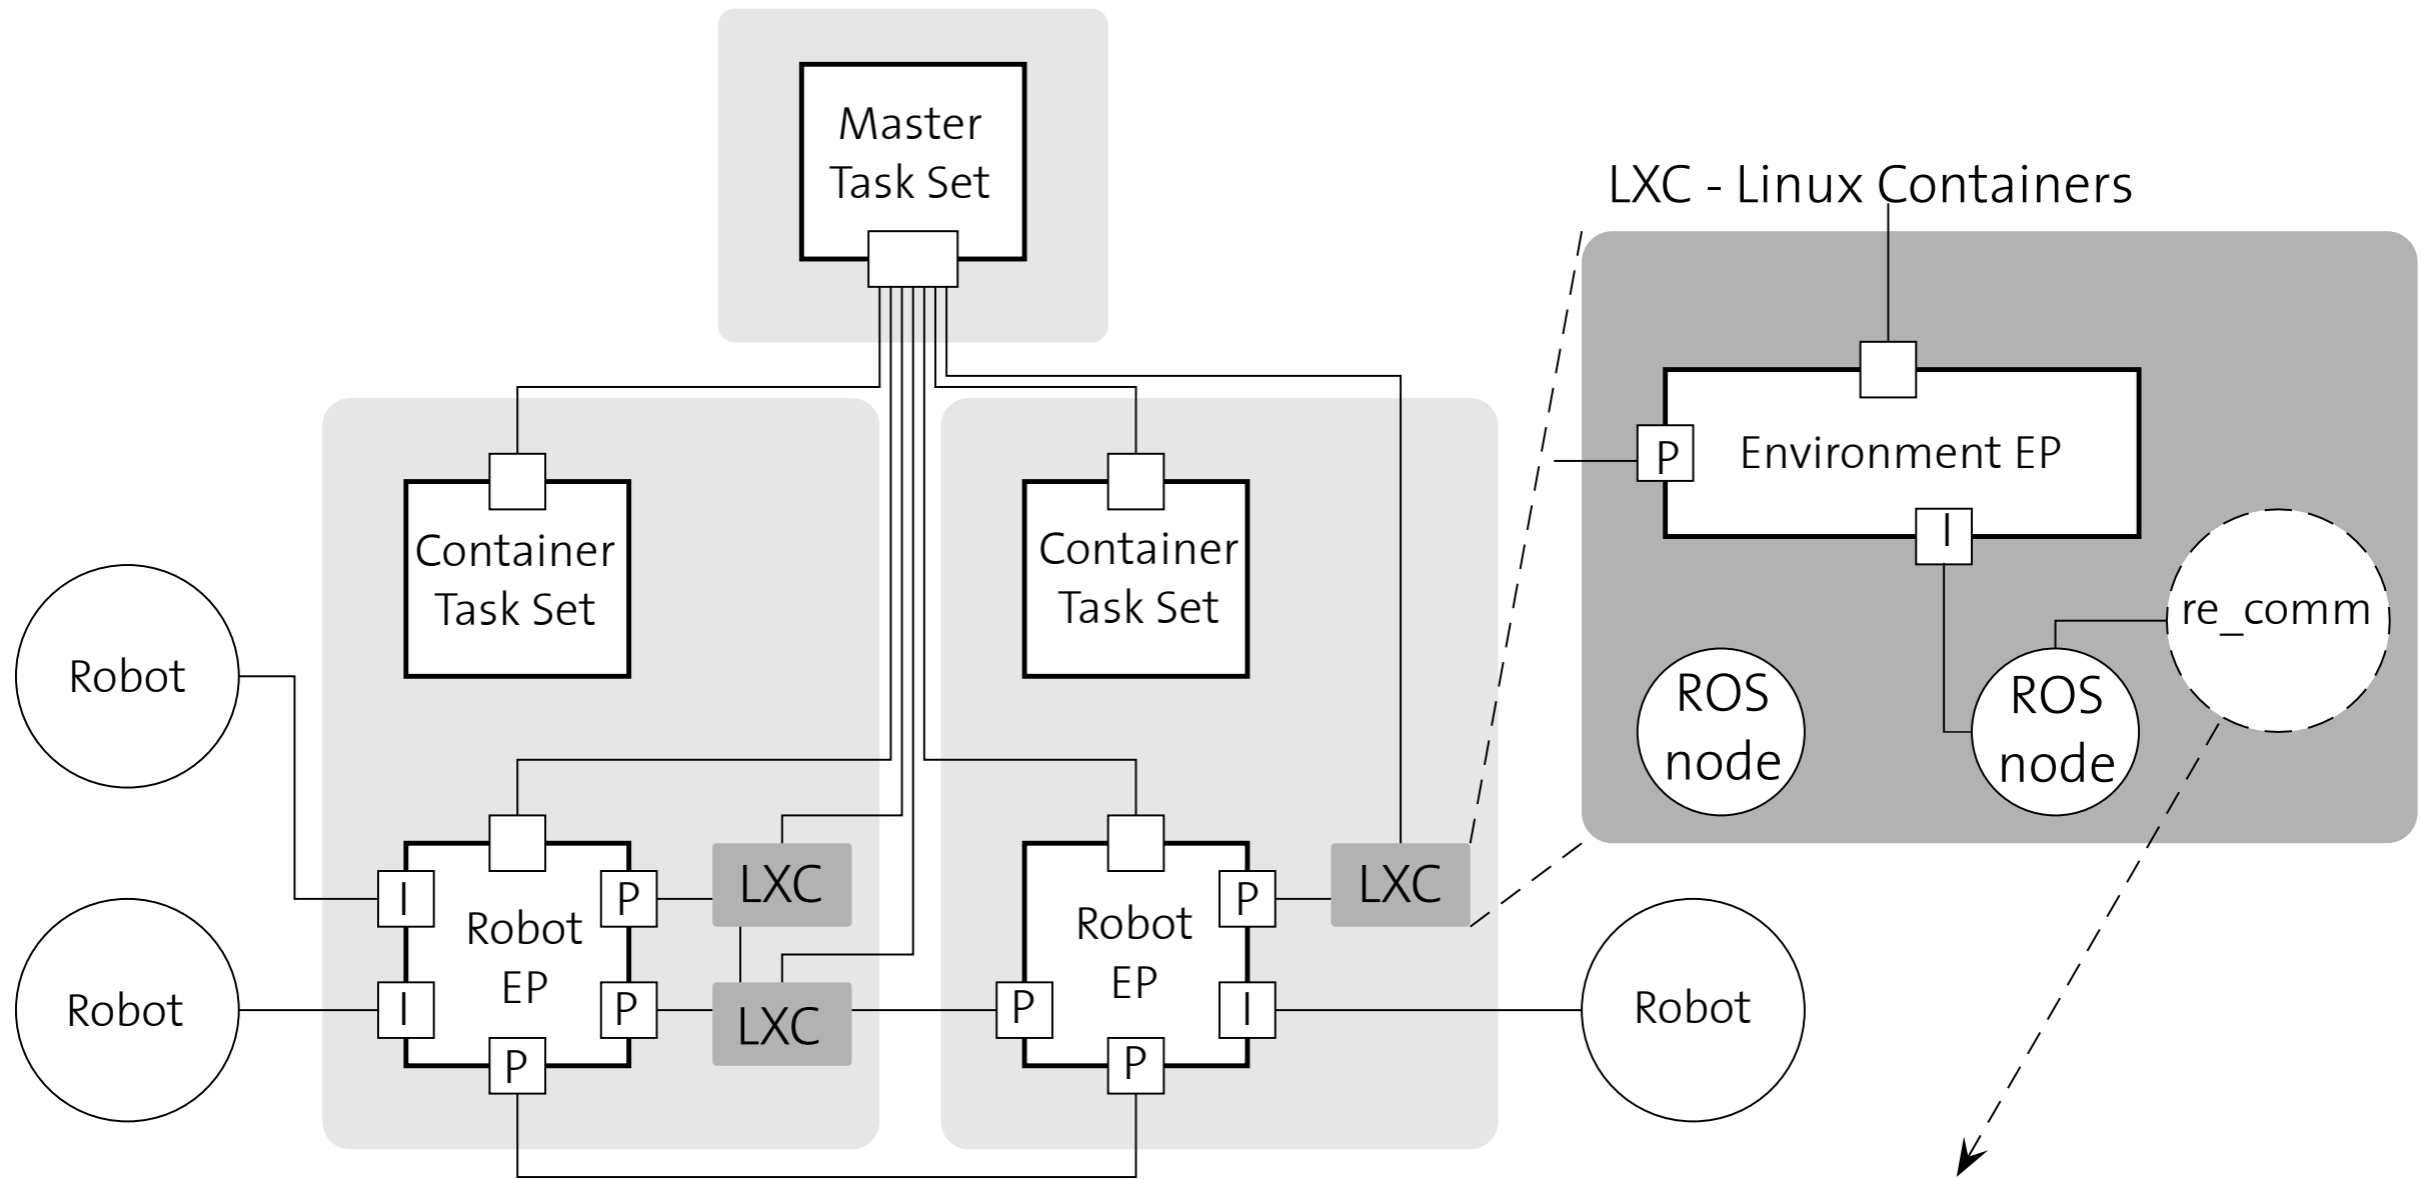 Master
Task Set
LXC - Linux Containers
P
Environment EP
I
re_comm
ROS
node
ROS
node
Container
Task Set
Container
Task Set
Robot
Robot
I
I
Robot
EP
P
P
P
LXC
LXC
P
Robot
EP
P
I
P
LXC
Robot